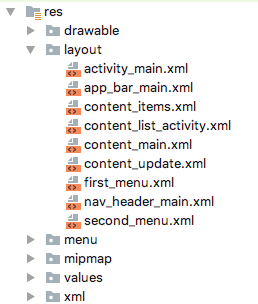 res
drawable
layout
activity_main.xml
app_bar_main.xml
content_items.xml
content_list_activity.xml
content_main.xml
content_update.xml
first_menu.xml
nav_header_main.xml
second_menu.xml
menu
mipmap
values
xml